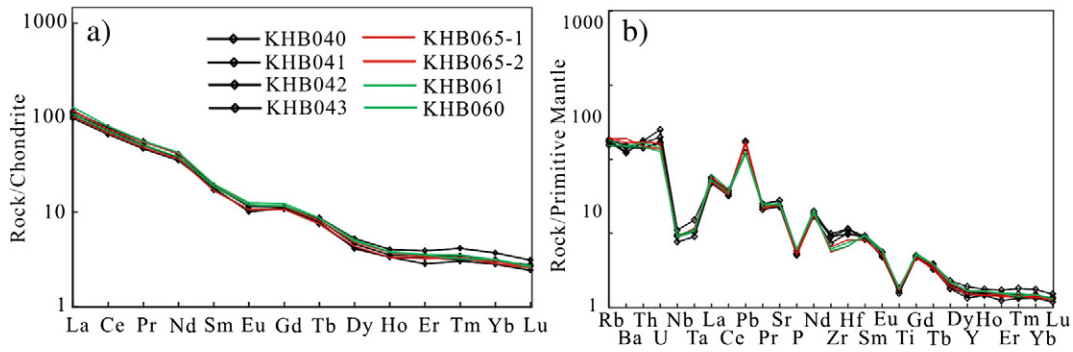 a)
1000
100
10
1
Rock/Chondrite
KHB040
KHB041
KHB042
KHB043
KHB065-1
KHB065-2
KHB061
KHB060
La Ce Pr Nd Sm Eu Gd Tb Dy Ho Er Tm Yb Lu
b)
1000
100
10
1
Rock/Primitive Mantle
Rb Th Nb La Pb Sr Nd Hf Eu Gd Dy Ho Tm Lu
Ba U Ta Ce Pr P Zr Sm Ti Tb Y Er Yb